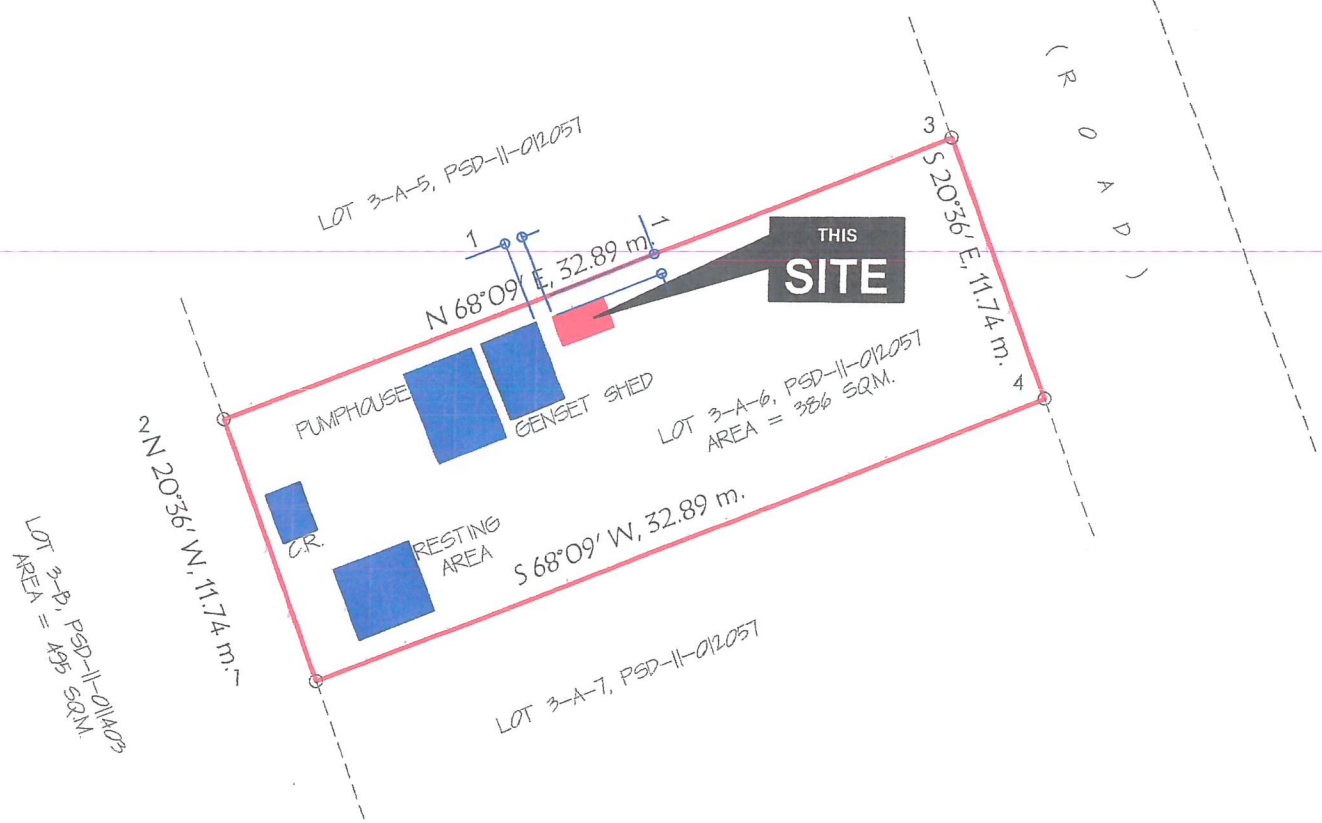 ( R O A D )
3
LOT 3-A-5, PSD-11-012057
1
1
N 68°09' E, 32.89 m.
THIS
SITE
S 20°36' E, 11.74 m.
4
PUMPHOUSE
GENSET SHED
LOT 3-A-6, PSD-11-012057
AREA = 386 SQ.M.
2
N 20°36' W, 11.74 m.
1
C.R.
RESTING
AREA
S 68°09' W, 32.89 m.
LOT 3-B, PSD-11-011403
AREA = 495 SQ.M.
LOT 3-A-7, PSD-11-012057